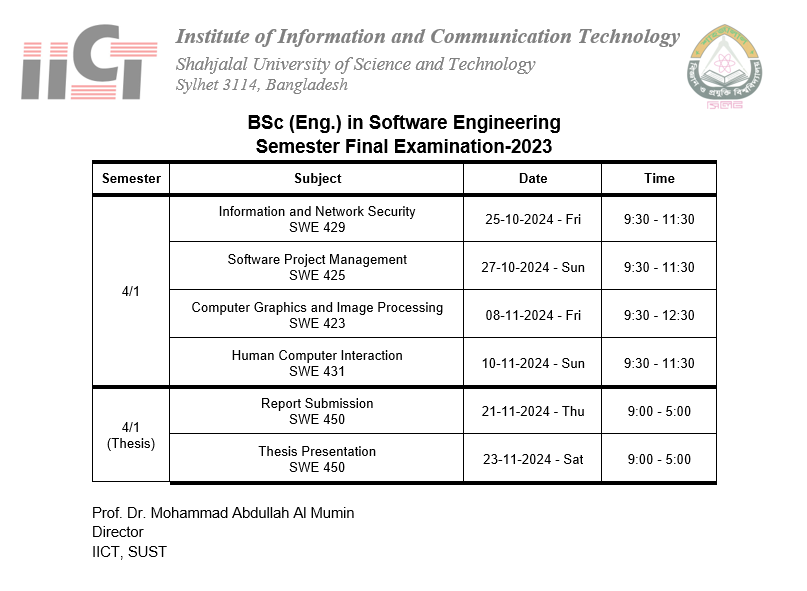 IICT
Institute of Information and Communication Technology
Shahjalal University of Science and Technology
Sylhet 3114, Bangladesh
শাহজালাল
বিজ্ঞান ও প্রযুক্তি বিশ্ববিদ্যালয়
BSc (Eng.) in Software Engineering
Semester Final Examination-2023
Semester Subject Date Time
4/1
Information and Network Security
SWE 429
25-10-2024 - Fri 9:30 - 11:30
Software Project Management
SWE 425
27-10-2024 - Sun 9:30 - 11:30
Computer Graphics and Image Processing
SWE 423
08-11-2024 - Fri 9:30 - 12:30
Human Computer Interaction
SWE 431
10-11-2024 - Sun 9:30 - 11:30
4/1
(Thesis)
Report Submission
SWE 450
21-11-2024 - Thu 9:00 - 5:00
Thesis Presentation
SWE 450
23-11-2024 - Sat 9:00 - 5:00
Prof. Dr. Mohammad Abdullah Al Mumin
Director
IICT, SUST